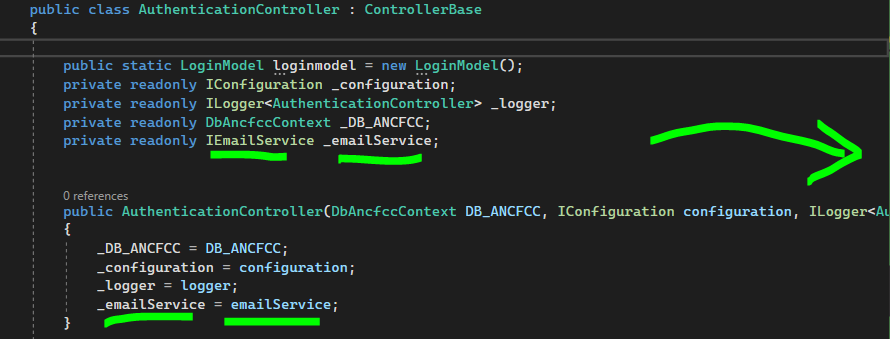 public class AuthenticationController : ControllerBase
{
public static LoginModel loginmodel = new LoginModel();
private readonly IConfiguration _configuration;
private readonly ILogger<AuthenticationController> _logger;
private readonly DbAncfccContext _DB_ANCFCC;
private readonly IEmailService _emailService;
0 references
public AuthenticationController(DbAncfccContext DB_ANCFCC, IConfiguration configuration, ILogger<Au
{
_DB_ANCFCC = DB_ANCFCC;
_configuration = configuration;
_logger = logger;
_emailService = emailService;
}